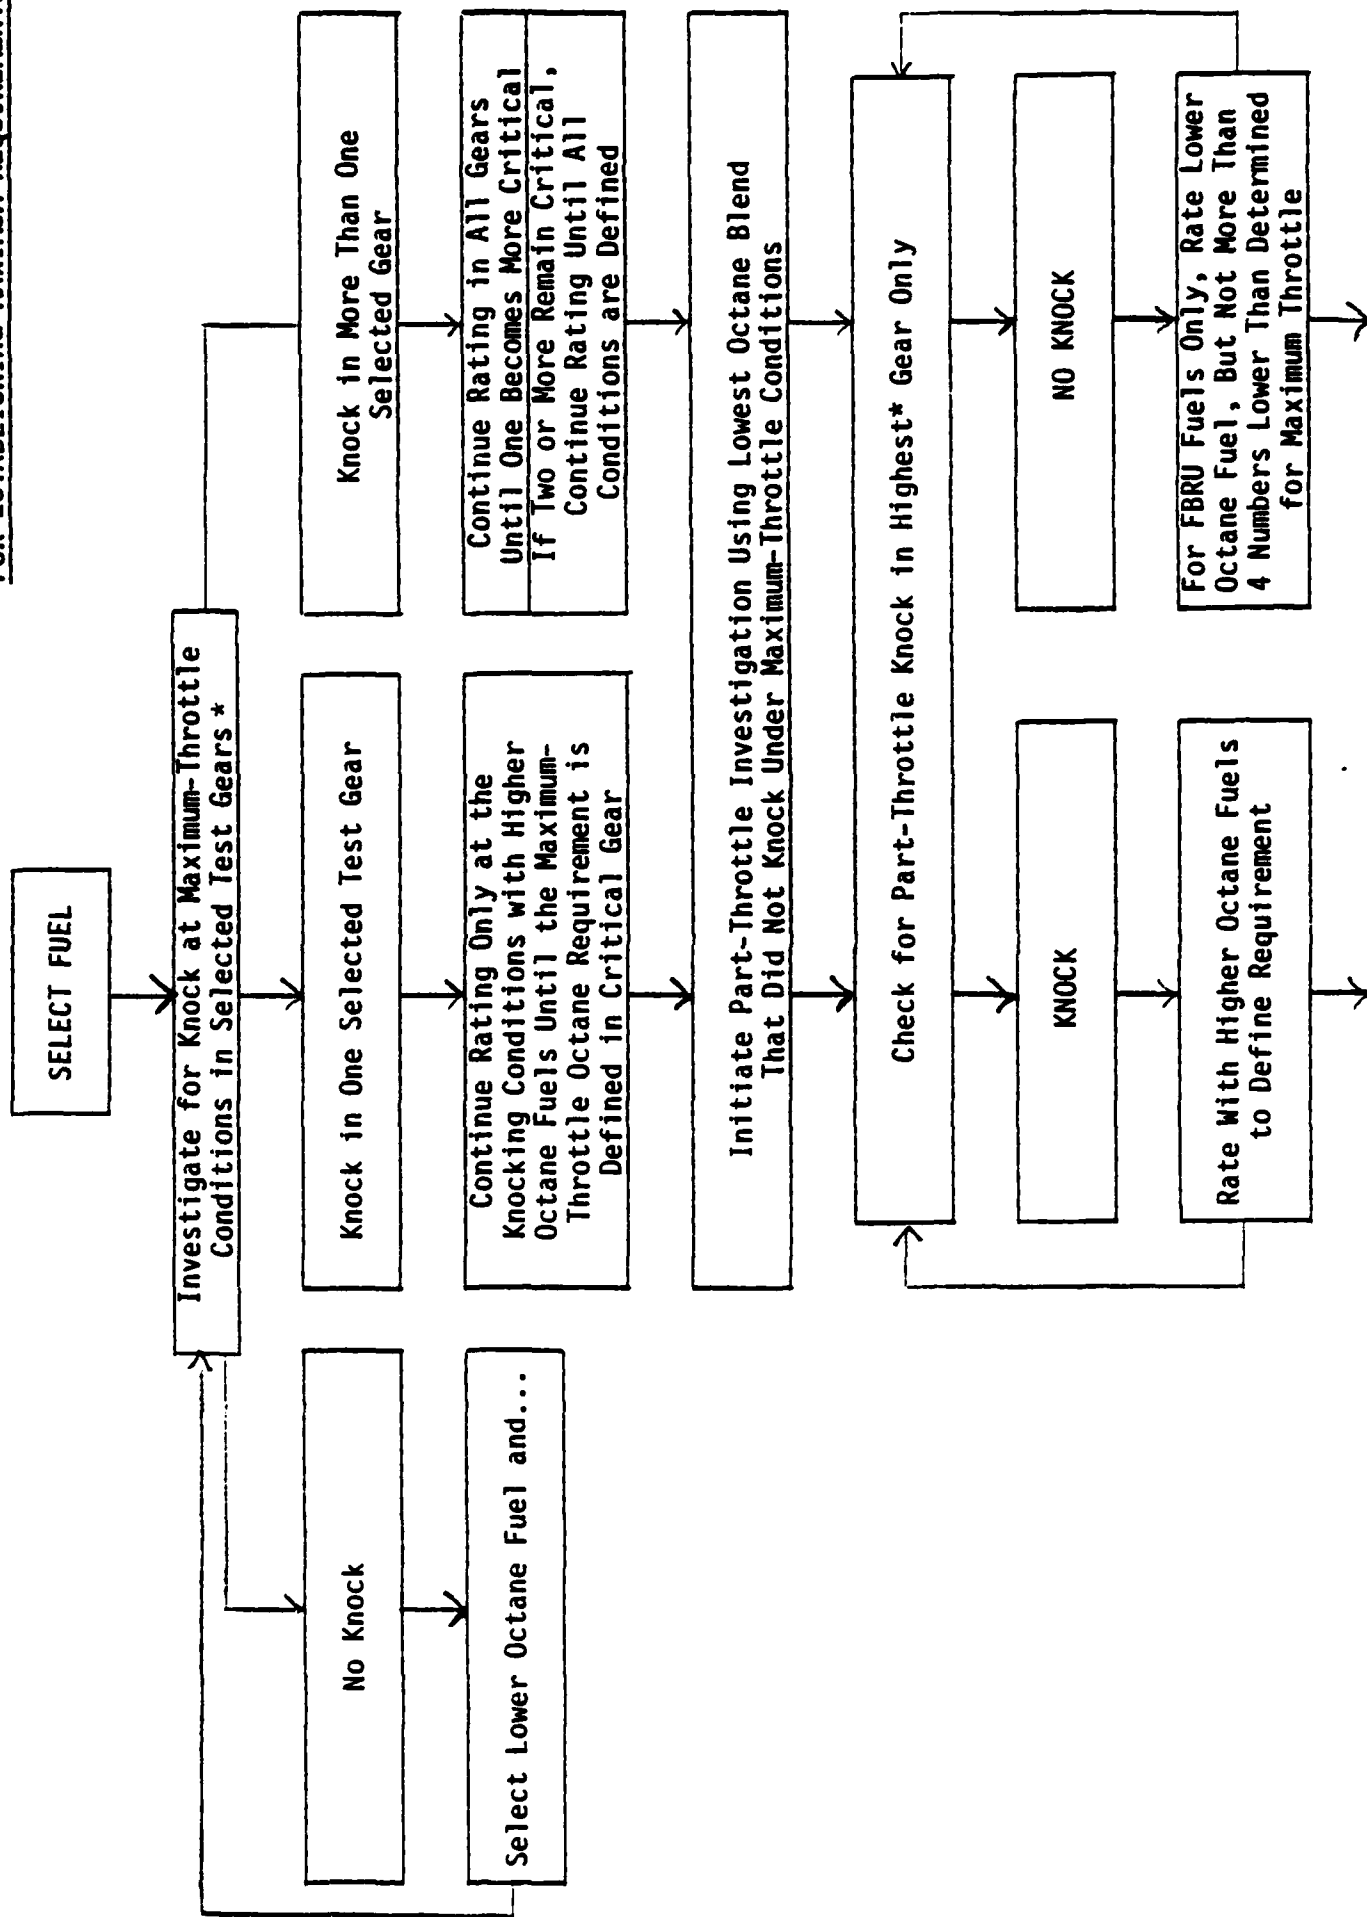 SELECT FUEL
Investigate for Knock at Maximum-Throttle
Conditions in Selected Test Gears*
No Knock
Knock in One Selected Test Gear
Knock in More Than One
Selected Gear
Select Lower Octane Fuel and...
Continue Rating Only at the
Knocking Conditions with Higher
Octane Fuels Until the Maximum-
Throttle Octane Requirement is
Defined in Critical Gear
Continue Rating in All Gears
Until One Becomes More Critical
If Two or More Remain Critical,
Continue Rating Until All
Conditions are Defined
Initiate Part-Throttle Investigation Using Lowest Octane Blend
That Did Not Knock Under Maximum-Throttle Conditions
Check for Part-Throttle Knock in Highest* Gear Only
KNOCK
NO KNOCK
Rate With Higher Octane Fuels
to Define Requirement
For FBRU Fuels Only, Rate Lower
Octane Fuel, But Not More Than
4 Numbers Lower Than Determined
for Maximum Throttle